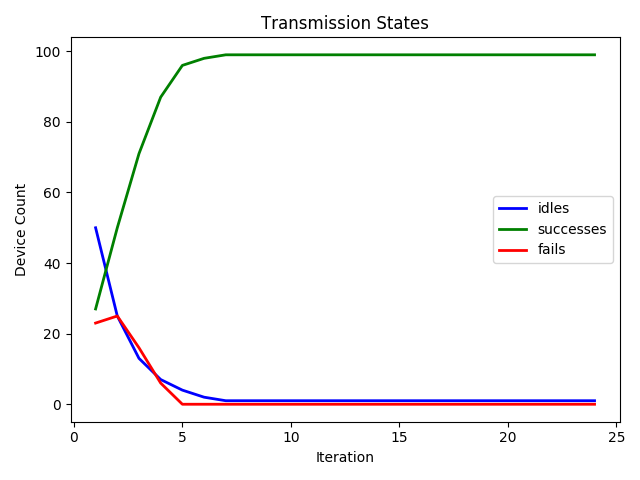 Transmission States
Device Count
100
80
60
40
20
0
idles
successes
fails
0 5 10 15 20 25
Iteration